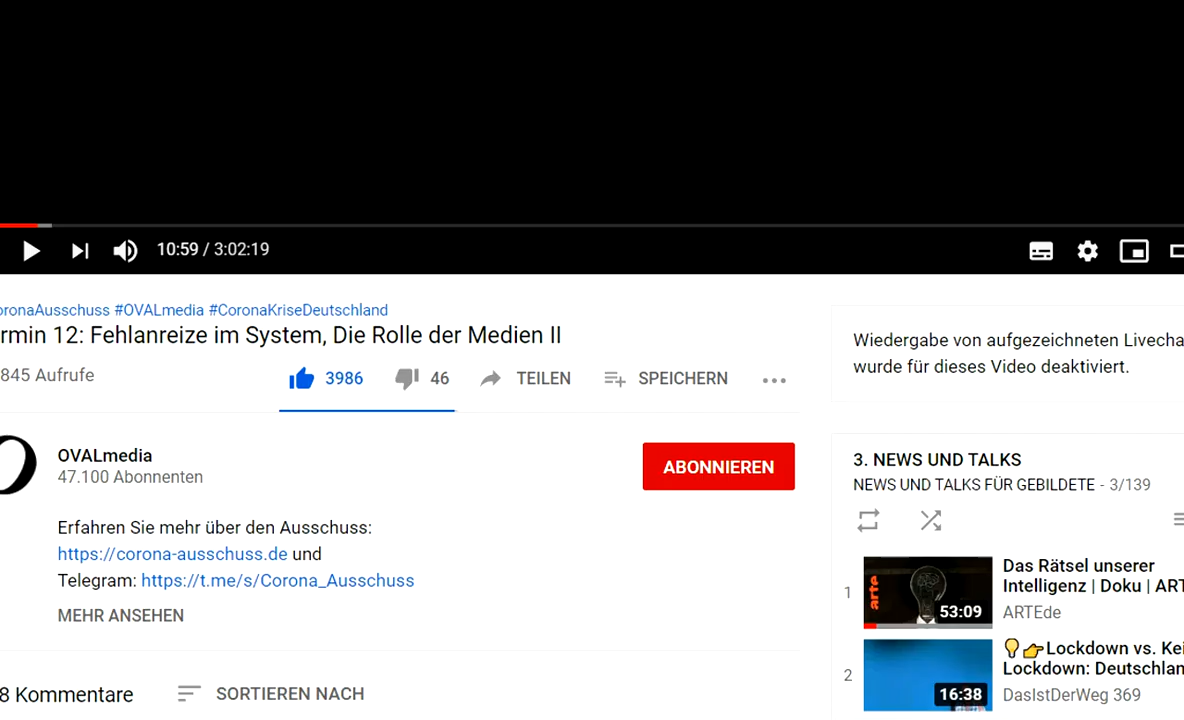 10:59 / 3:02:19
oronaAusschuss #OVALmedia #CoronaKriseDeutschland
rmin 12: Fehlanreize im System, Die Rolle der Medien II
845 Aufrufe
3986
46
TEILEN
SPEICHERN
OVALmedia
47.100 Abonnenten
ABONNIEREN
Erfahren Sie mehr über den Ausschuss:
https://corona-ausschuss.de und
Telegram: https://t.me/s/Corona_Ausschuss
MEHR ANSEHEN
8 Kommentare
SORTIEREN NACH
Wiedergabe von aufgezeichneten Livecha
wurde für dieses Video deaktiviert.
3. NEWS UND TALKS
NEWS UND TALKS FÜR GEBILDETE - 3/139
1
arte
53:09
Das Rätsel unserer
Intelligenz | Doku | ART
ARTEde
2
16:38
💡👉Lockdown vs. Kei
Lockdown: Deutschlan
DasIstDerWeg 369